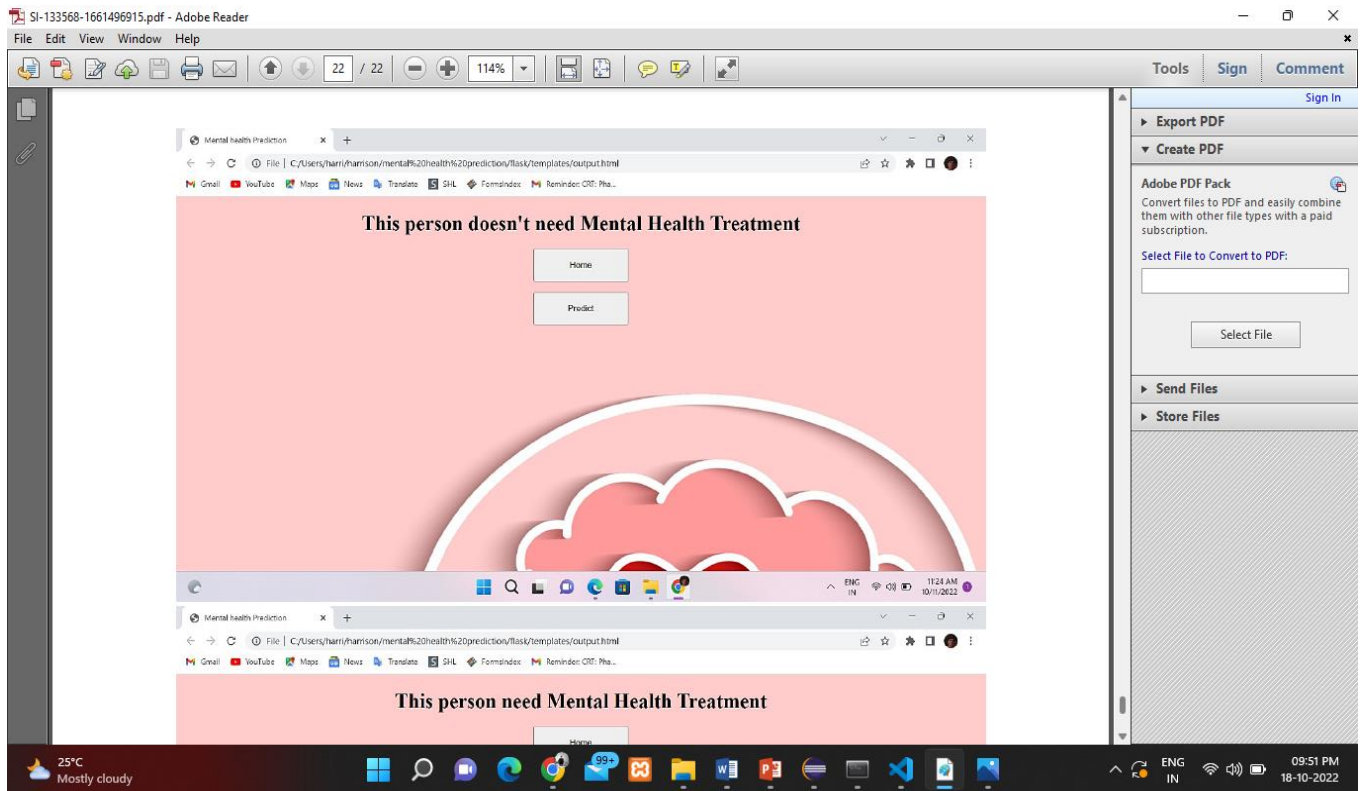 SI-133568-1661496915.pdf - Adobe Reader
File Edit View Window Help
22 / 22 114% Tools Sign Comment
Sign In
Export PDF
Create PDF
Adobe PDF Pack
Convert files to PDF and easily combine
them with other file types with a paid
subscription.
Select File to Convert to PDF:
Select File
Send Files
Store Files
Mental health Prediction
File | C:/Users/harri/harrison/mental%20health%20prediction/flask/templates/output.html
Gmail YouTube Maps News Translate SHL FormsIndex Reminder: CRT: Pha...
This person doesn't need Mental Health Treatment
Home
Predict
ENG
IN
11:24 AM
10/11/2022
Mental health Prediction
File | C:/Users/harri/harrison/mental%20health%20prediction/flask/templates/output.html
Gmail YouTube Maps News Translate SHL FormsIndex Reminder: CRT: Pha...
This person need Mental Health Treatment
Home
25°C
Mostly cloudy
99+
ENG
IN
09:51 PM
18-10-2022